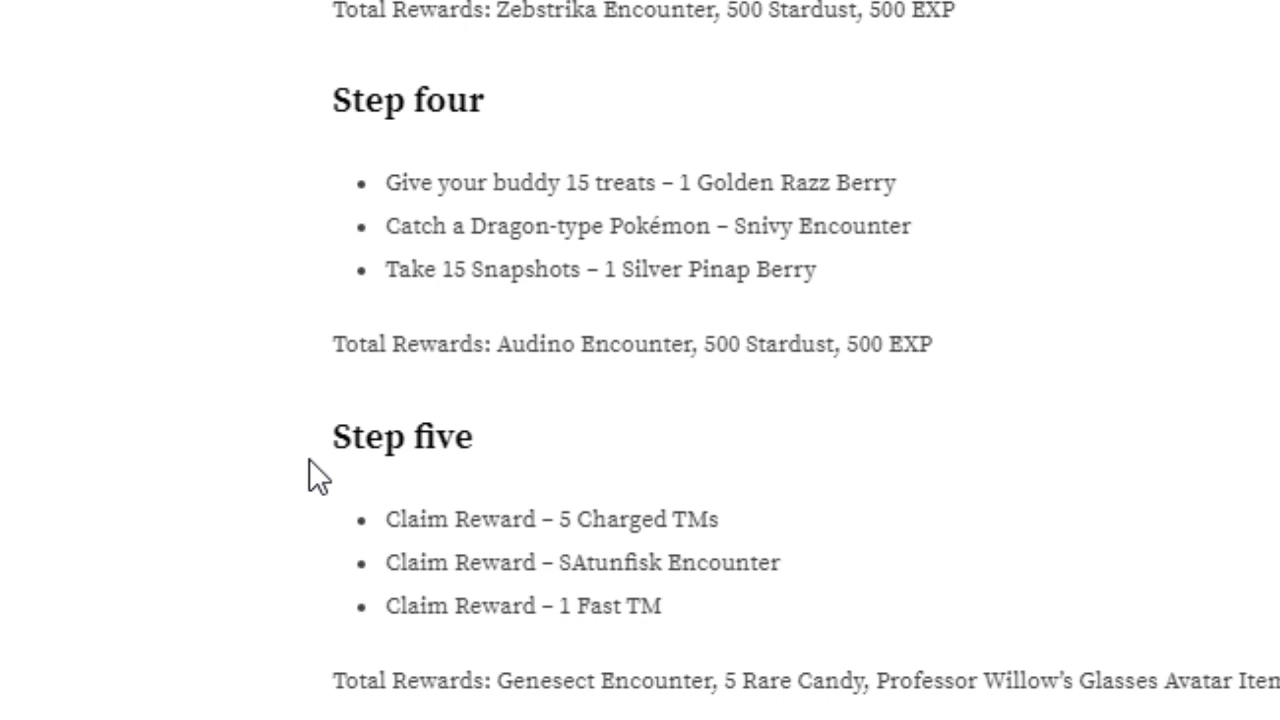 Total Rewards: Zebstrika Encounter, 500 Stardust, 500 EXP
Step four
• Give your buddy 15 treats – 1 Golden Razz Berry
• Catch a Dragon-type Pokémon – Snivy Encounter
• Take 15 Snapshots – 1 Silver Pinap Berry
Total Rewards: Audino Encounter, 500 Stardust, 500 EXP
Step five
• Claim Reward – 5 Charged TMs
• Claim Reward – SAtunfisk Encounter
• Claim Reward – 1 Fast TM
Total Rewards: Genesect Encounter, 5 Rare Candy, Professor Willow’s Glasses Avatar